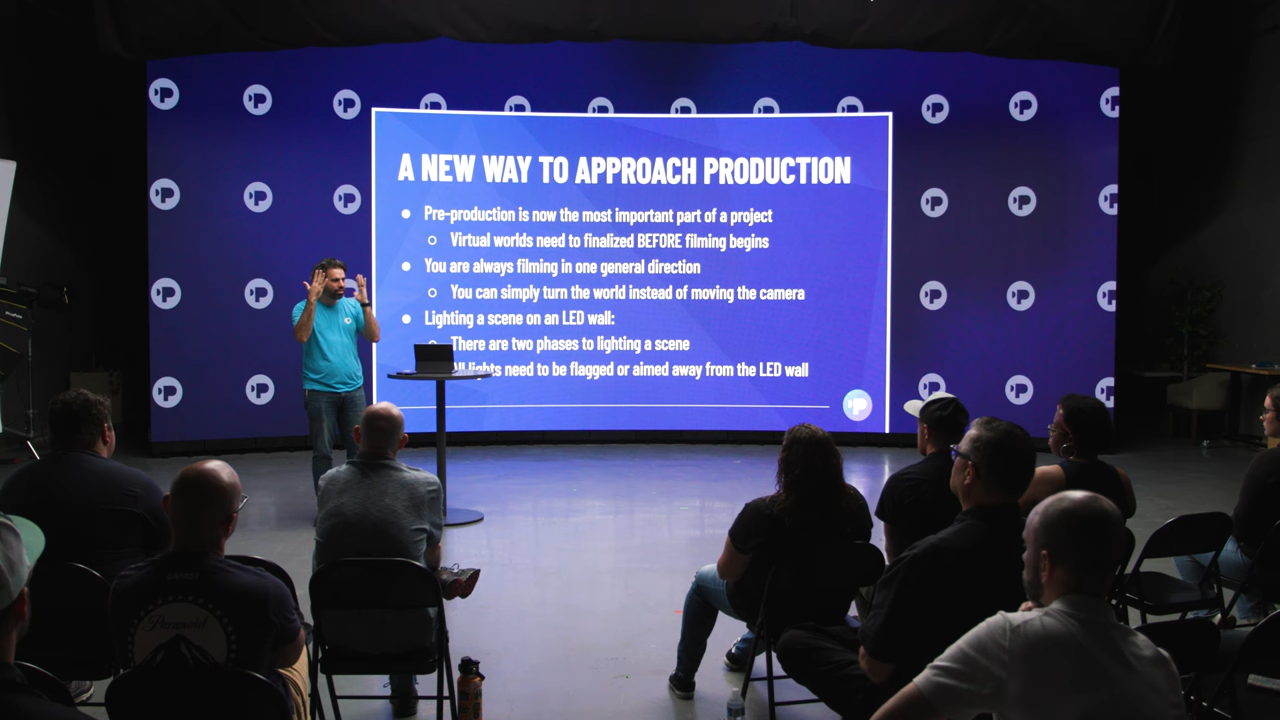 A NEW WAY TO APPROACH PRODUCTION
Pre-production is now the most important part of a project
Virtual worlds need to finalized BEFORE filming begins
You are always filming in one general direction
You can simply turn the world instead of moving the camera
Lighting a scene on an LED wall:
There are two phases to lighting a scene
All lights need to be flagged or aimed away from the LED wall
Paramount